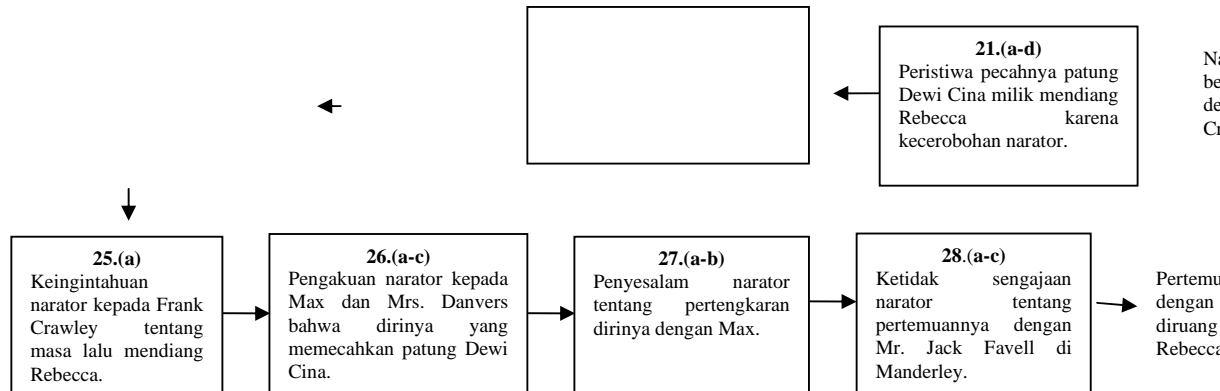 21.(a-d)
Peristiwa pecahnya patung
Dewi Cina milik mendiang
Rebecca karena
kecerobohan narator.
25.(a)
Keingintahuan
narator kepada Frank
Crawley tentang
masa lalu mendiang
Rebecca.
26.(a-c)
Pengakuan narator kepada
Max dan Mrs. Danvers
bahwa dirinya yang
memecahkan patung Dewi
Cina.
27.(a-b)
Penyesalam narator
tentang pertengkaran
dirinya dengan Max.
28.(a-c)
Ketidak sengajaan
narator tentang
pertemuannya dengan
Mr. Jack Favell di
Manderley.
dengan
diruang